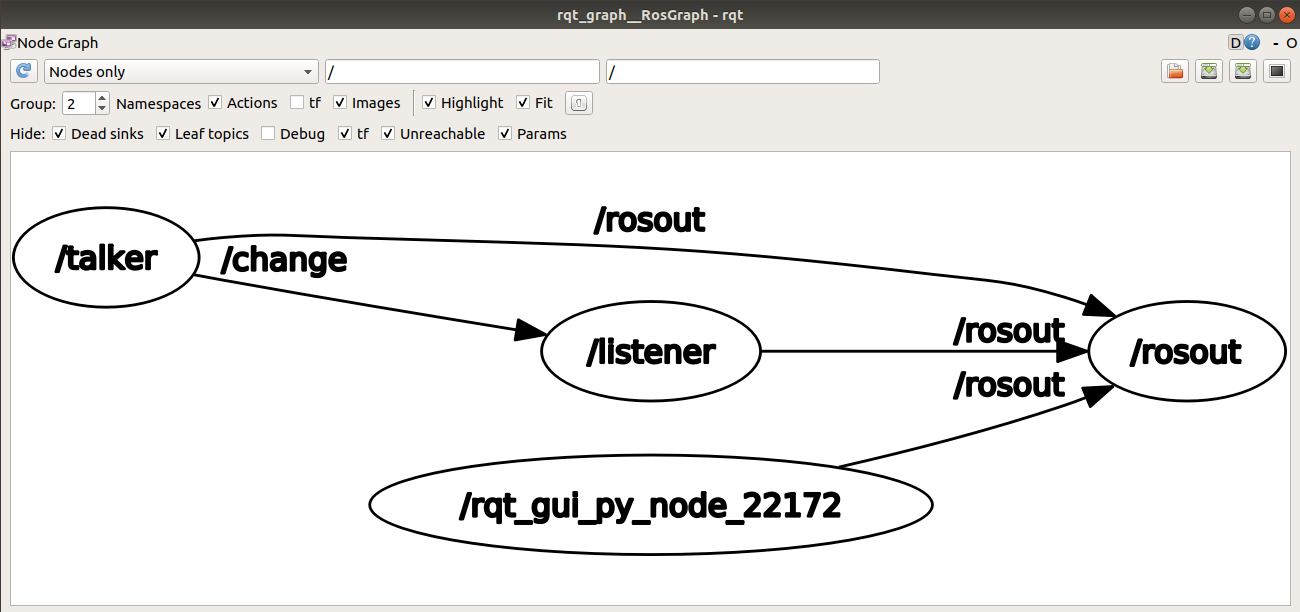 rqt_graph__RosGraph - rqt
Node Graph
D ? - O
Nodes only / /
Group: 2 Namespaces Actions tf Images Highlight Fit
Hide: Dead sinks Leaf topics Debug tf Unreachable Params
/rosout
/talker
/change
/rosout
/listener
/rosout
/rosout
/rqt_gui_py_node_22172